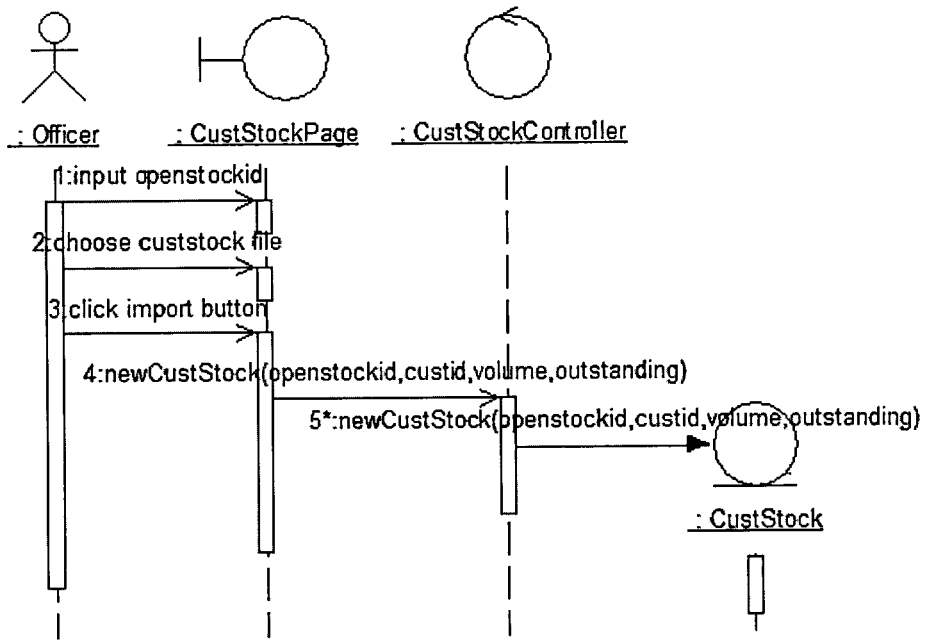 : Officer
: CustStockPage
: CustStockController
1:input openstockid
2:choose custstock file
3:click import button
4:newCustStock(openstockid,custid,volume,outstanding)
5*:newCustStock(openstockid,custid,volume,outstanding)
: CustStock